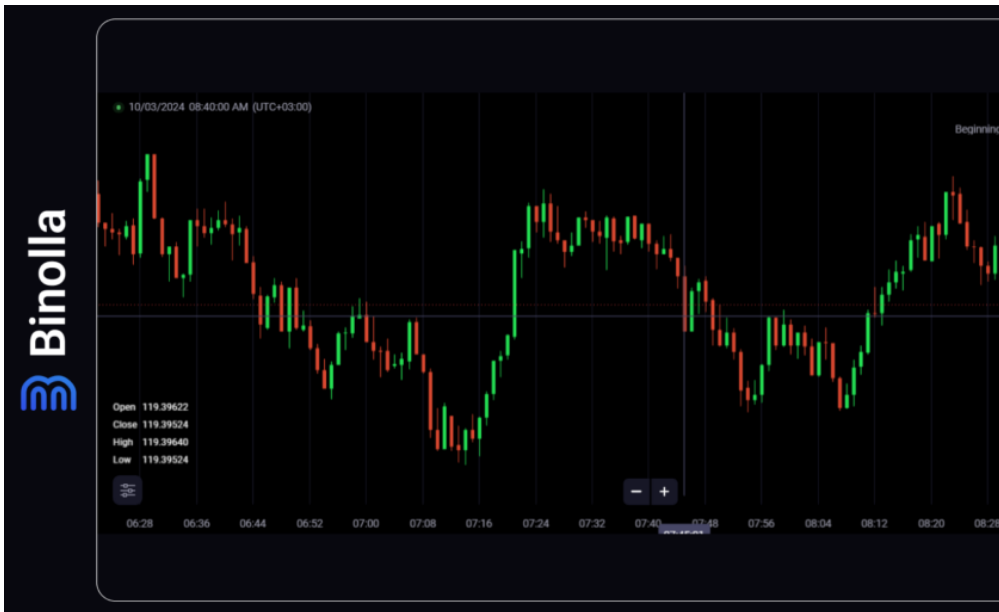 Binolla
10/03/2024 08:40:00 AM (UTC+03:00)
Beginning
Open 119.39622
Close 119.39524
High 119.39640
Low 119.39524
− +
06:28 06:36 06:44 06:52 07:00 07:08 07:16 07:24 07:32 07:40 07:48 07:56 08:04 08:12 08:20 08:28